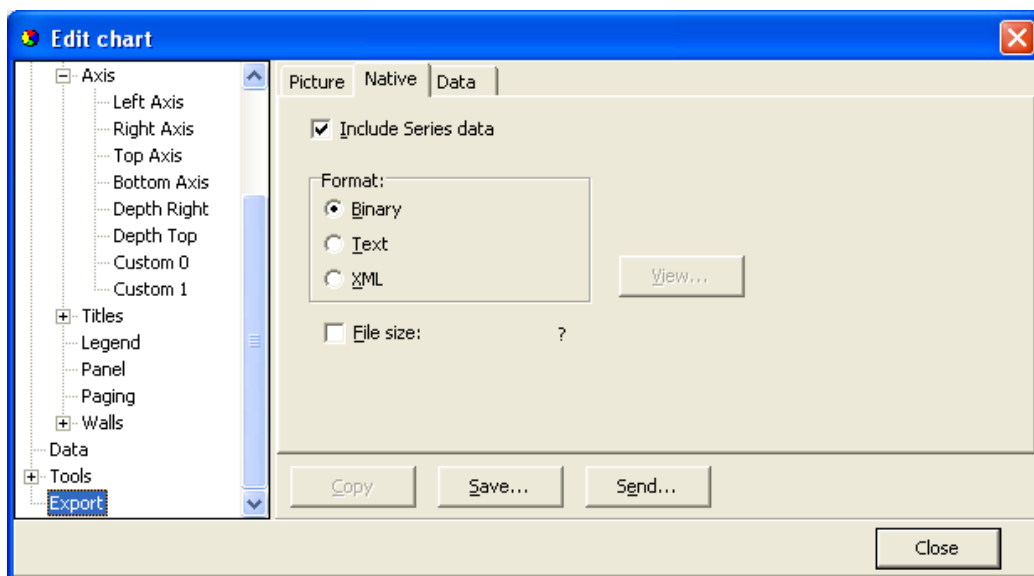 Edit chart
Axis
Left Axis
Right Axis
Top Axis
Bottom Axis
Depth Right
Depth Top
Custom 0
Custom 1
Titles
Legend
Panel
Paging
Walls
Data
Tools
Export
Picture Native Data
Include Series data
Format:
Binary
Text
XML
View...
File size: ?
Copy Save... Send...
Close